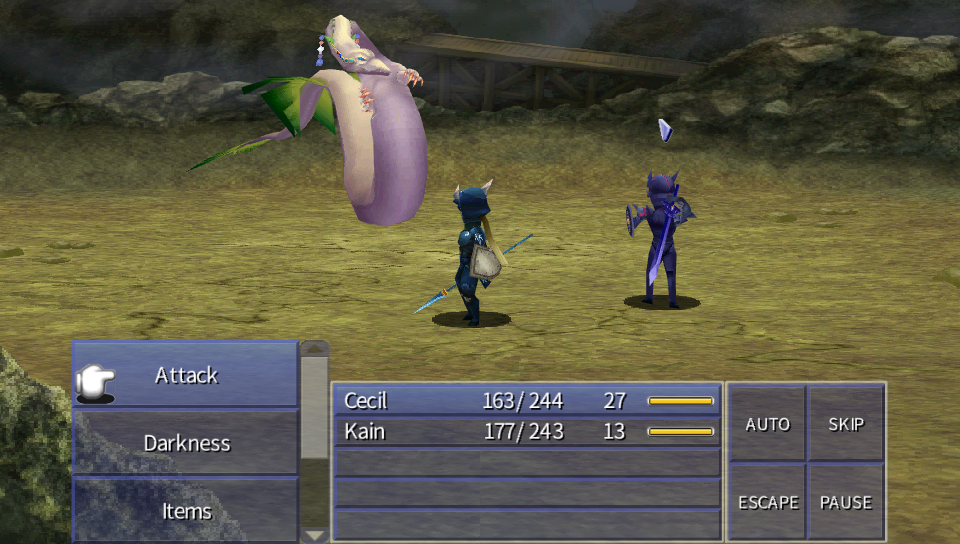 Attack
Darkness
Items
Cecil 163/244 27
Kain 177/243 13
AUTO SKIP
ESCAPE PAUSE